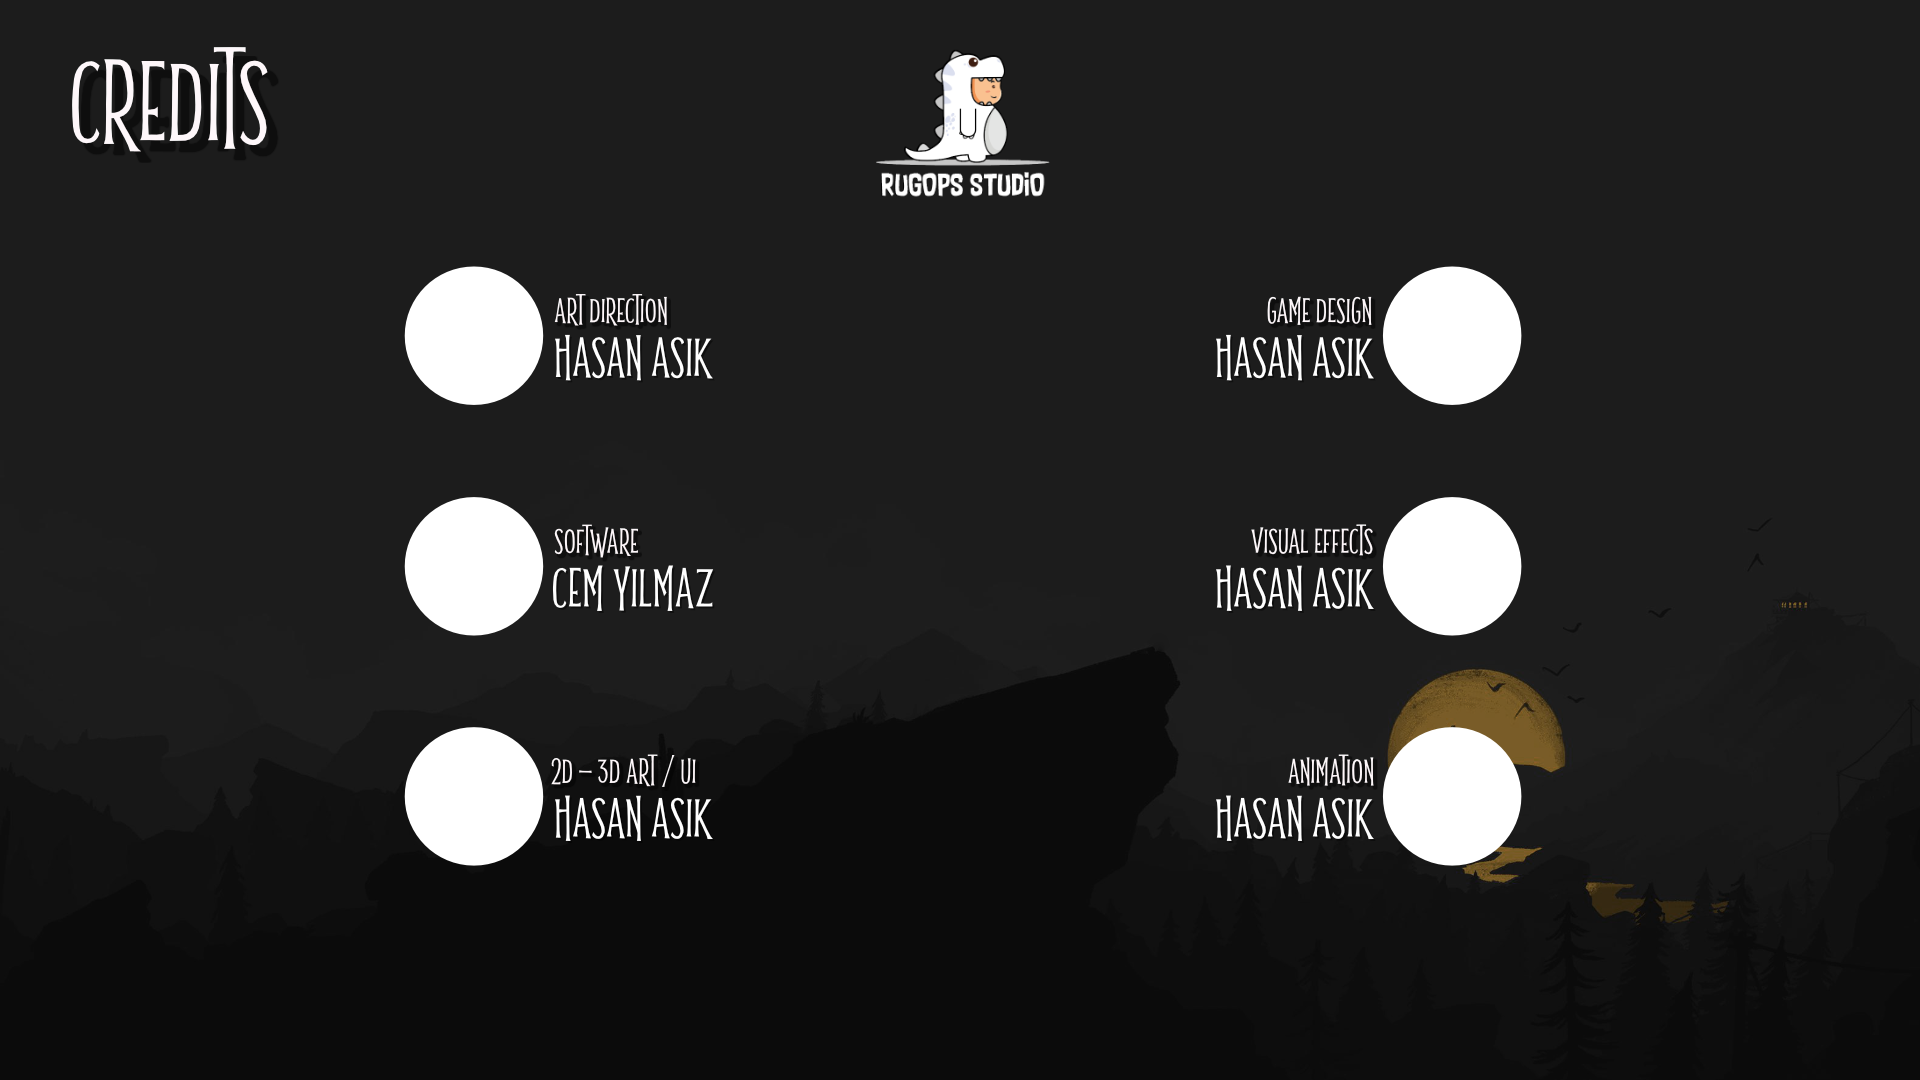 CREDITS
RUGOPS STUDiO
ART DIRECTION
HASAN ASIK
GAME DESIGN
HASAN ASIK
SOFTWARE
CEM YILMAZ
VISUAL EFFECTS
HASAN ASIK
2D – 3D ART / UI
HASAN ASIK
ANIMATION
HASAN ASIK